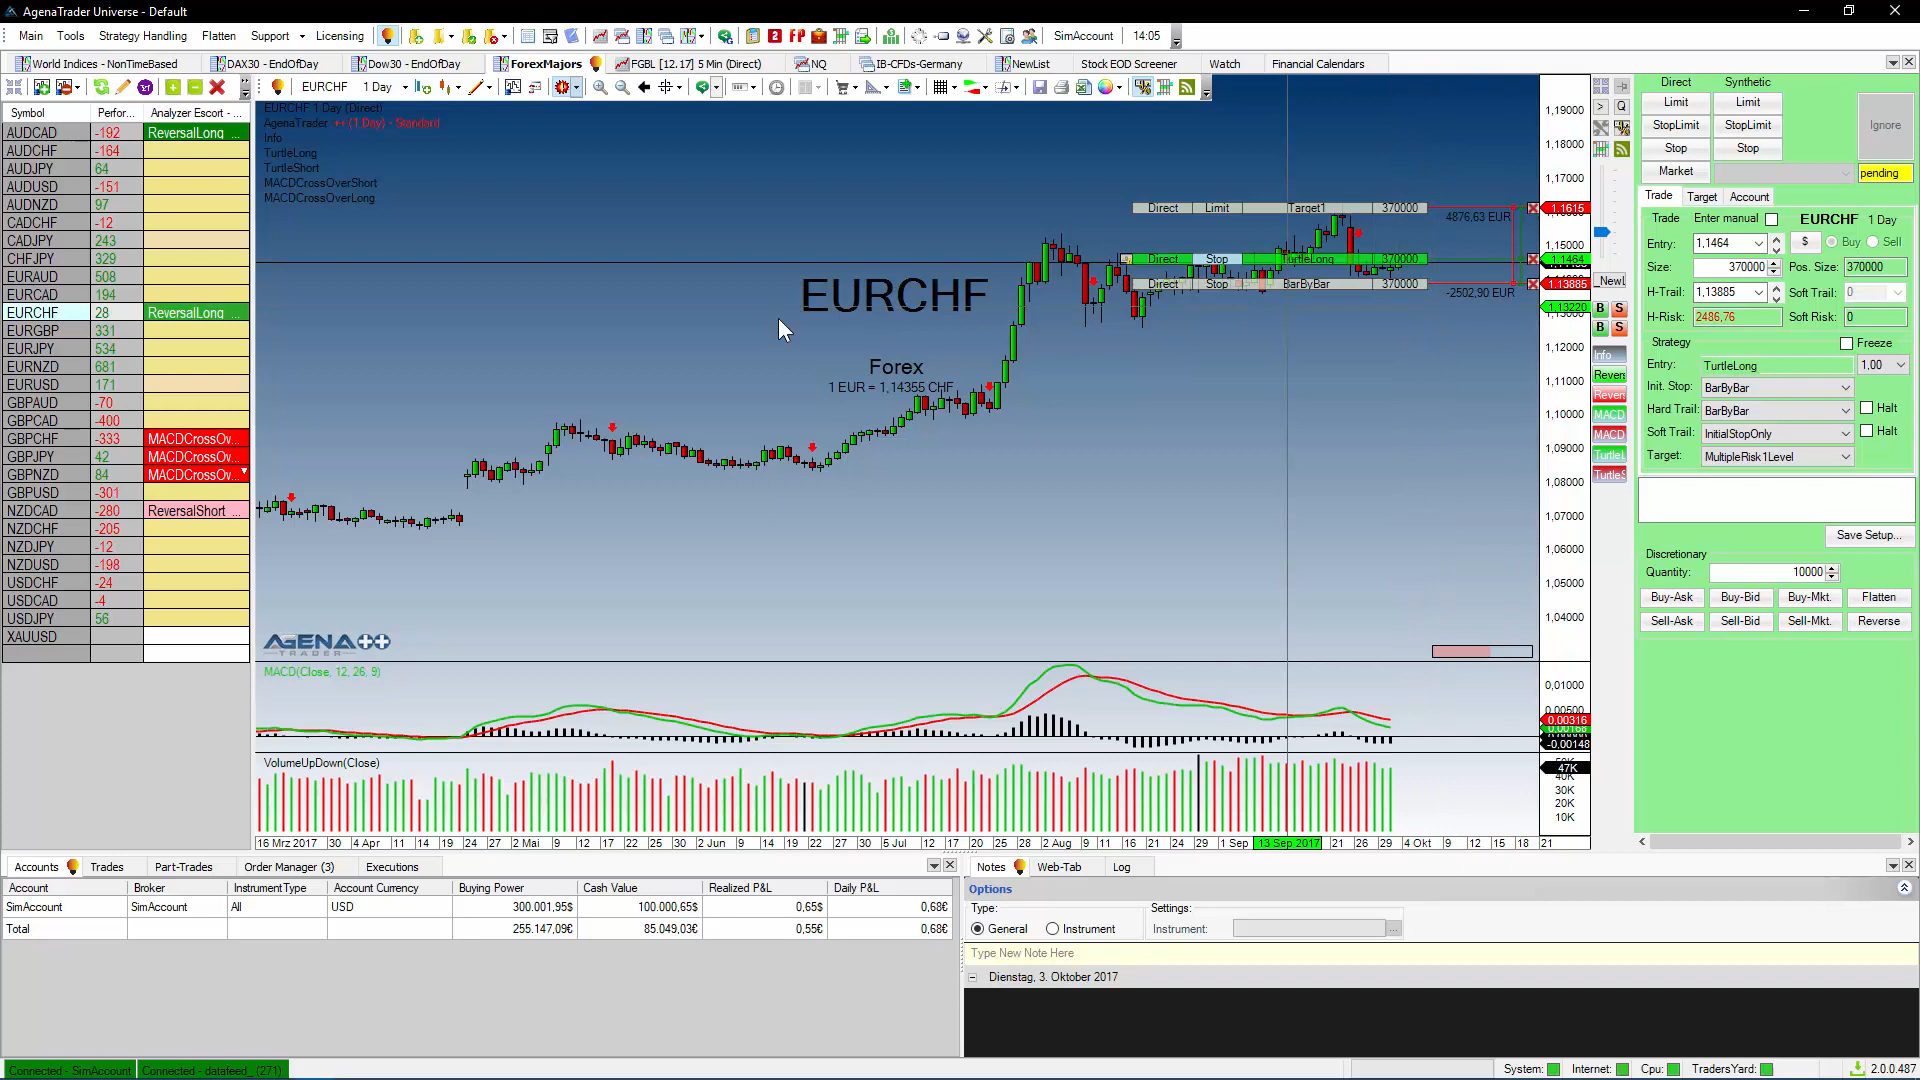 AgenaTrader Universe - Default
Main Tools Strategy Handling Flatten Support Licensing SimAccount 14:05
World Indices - NonTimeBased DAX30 - EndOfDay Dow30 - EndOfDay ForexMajors FGBL [12.17] 5 Min (Direct) NQ IB-CFDs-Germany NewList Stock EOD Screener Watch Financial Calendars
EURCHF 1 Day
Symbol Perfor... Analyzer Escort - ...
AUDCAD -192 ReversalLong ...
AUDCHF -164
AUDJPY 64
AUDUSD -151
AUDNZD 97
CADCHF -12
CADJPY 243
CHFJPY 329
EURAUD 508
EURCAD 194
EURCHF 28 ReversalLong ...
EURGBP 331
EURJPY 534
EURNZD 681
EURUSD 171
GBPAUD -70
GBPCAD -400
GBPCHF -333 MACDCrossOv...
GBPJPY 42 MACDCrossOv...
GBPNZD 84 MACDCrossOv...
GBPUSD -301
NZDCAD -280 ReversalShort ...
NZDCHF -205
NZDJPY -12
NZDUSD -198
USDCHF -24
USDCAD -4
USDJPY 56
XAUUSD
EURCHF 1 Day (Direct)
AgenaTrader ++ (1 Day) - Standard
Info
TurtleLong
TurtleShort
MACDCrossOverShort
MACDCrossOverLong
Direct Limit Target1 370000
4876,63 EUR
Direct Stop TurtleLong 370000
Direct Stop BarByBar 370000
-2502,90 EUR
EURCHF
Forex
1 EUR = 1,14355 CHF
AGENA++
TRADER
1,19000
1,18000
1,17000
1.1615
1,15000
1.1464
1.13885
1.13220
1,12000
1,11000
1,10000
1,09000
1,08000
1,07000
1,06000
1,05000
1,04000
MACD(Close, 12, 26, 9)
0,01000
0,00500
0.00316
-0,00148
VolumeUpDown(Close)
47K
40K
30K
20K
10K
16 Mrz 2017 30 4 Apr 11 14 19 24 27 2 Mai 9 12 17 22 25 30 2 Jun 9 14 19 22 27 30 5 Jul 12 17 20 25 28 2 Aug 9 11 16 21 24 29 1 Sep 13 Sep 2017 21 26 29 4 Okt 9 12 15 18 21
> Q
_Newl
B S
B S
Info
Revers
Revers
MACD
MACD
TurtleL
TurtleS
Direct Synthetic
Limit Limit
StopLimit StopLimit
Stop Stop
Market
Ignore
pending
Trade Target Account
Trade Enter manual EURCHF 1 Day
Entry: 1,1464 $ Buy Sell
Size: 370000 Pos. Size: 370000
H-Trail: 1,13885 Soft Trail: 0
H-Risk: 2486,76 Soft Risk: 0
Strategy Freeze
Entry: TurtleLong 1.00
Init. Stop: BarByBar
Hard Trail: BarByBar Halt
Soft Trail: InitialStopOnly Halt
Target: MultipleRisk1Level
Save Setup...
Discretionary
Quantity: 10000
Buy-Ask Buy-Bid Buy-Mkt. Flatten
Sell-Ask Sell-Bid Sell-Mkt. Reverse
Accounts Trades Part-Trades Order Manager (3) Executions
Account Broker InstrumentType Account Currency Buying Power Cash Value Realized P&L Daily P&L
SimAccount SimAccount All USD 300.001,95$ 100.000,65$ 0,65$ 0,68€
Total 255.147,09€ 85.049,03€ 0,55€ 0,68€
Notes Web-Tab Log
Options
Type: Settings:
General Instrument Instrument: ...
Type New Note Here
Dienstag, 3. Oktober 2017
Connected - SimAccount Connected - datafeed_ (271)
System: Internet: Cpu: TradersYard: 2.0.0.487